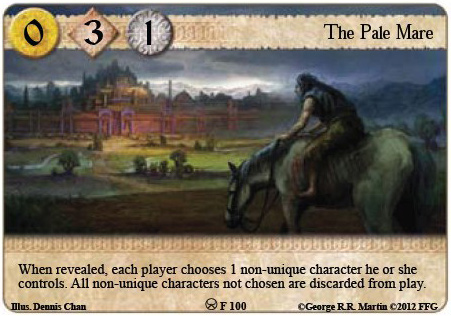 0 3 1 The Pale Mare
When revealed, each player chooses 1 non-unique character he or she
controls. All non-unique characters not chosen are discarded from play.
Illus. Dennis Chan F 100 ©George R.R. Martin ©2012 FFG